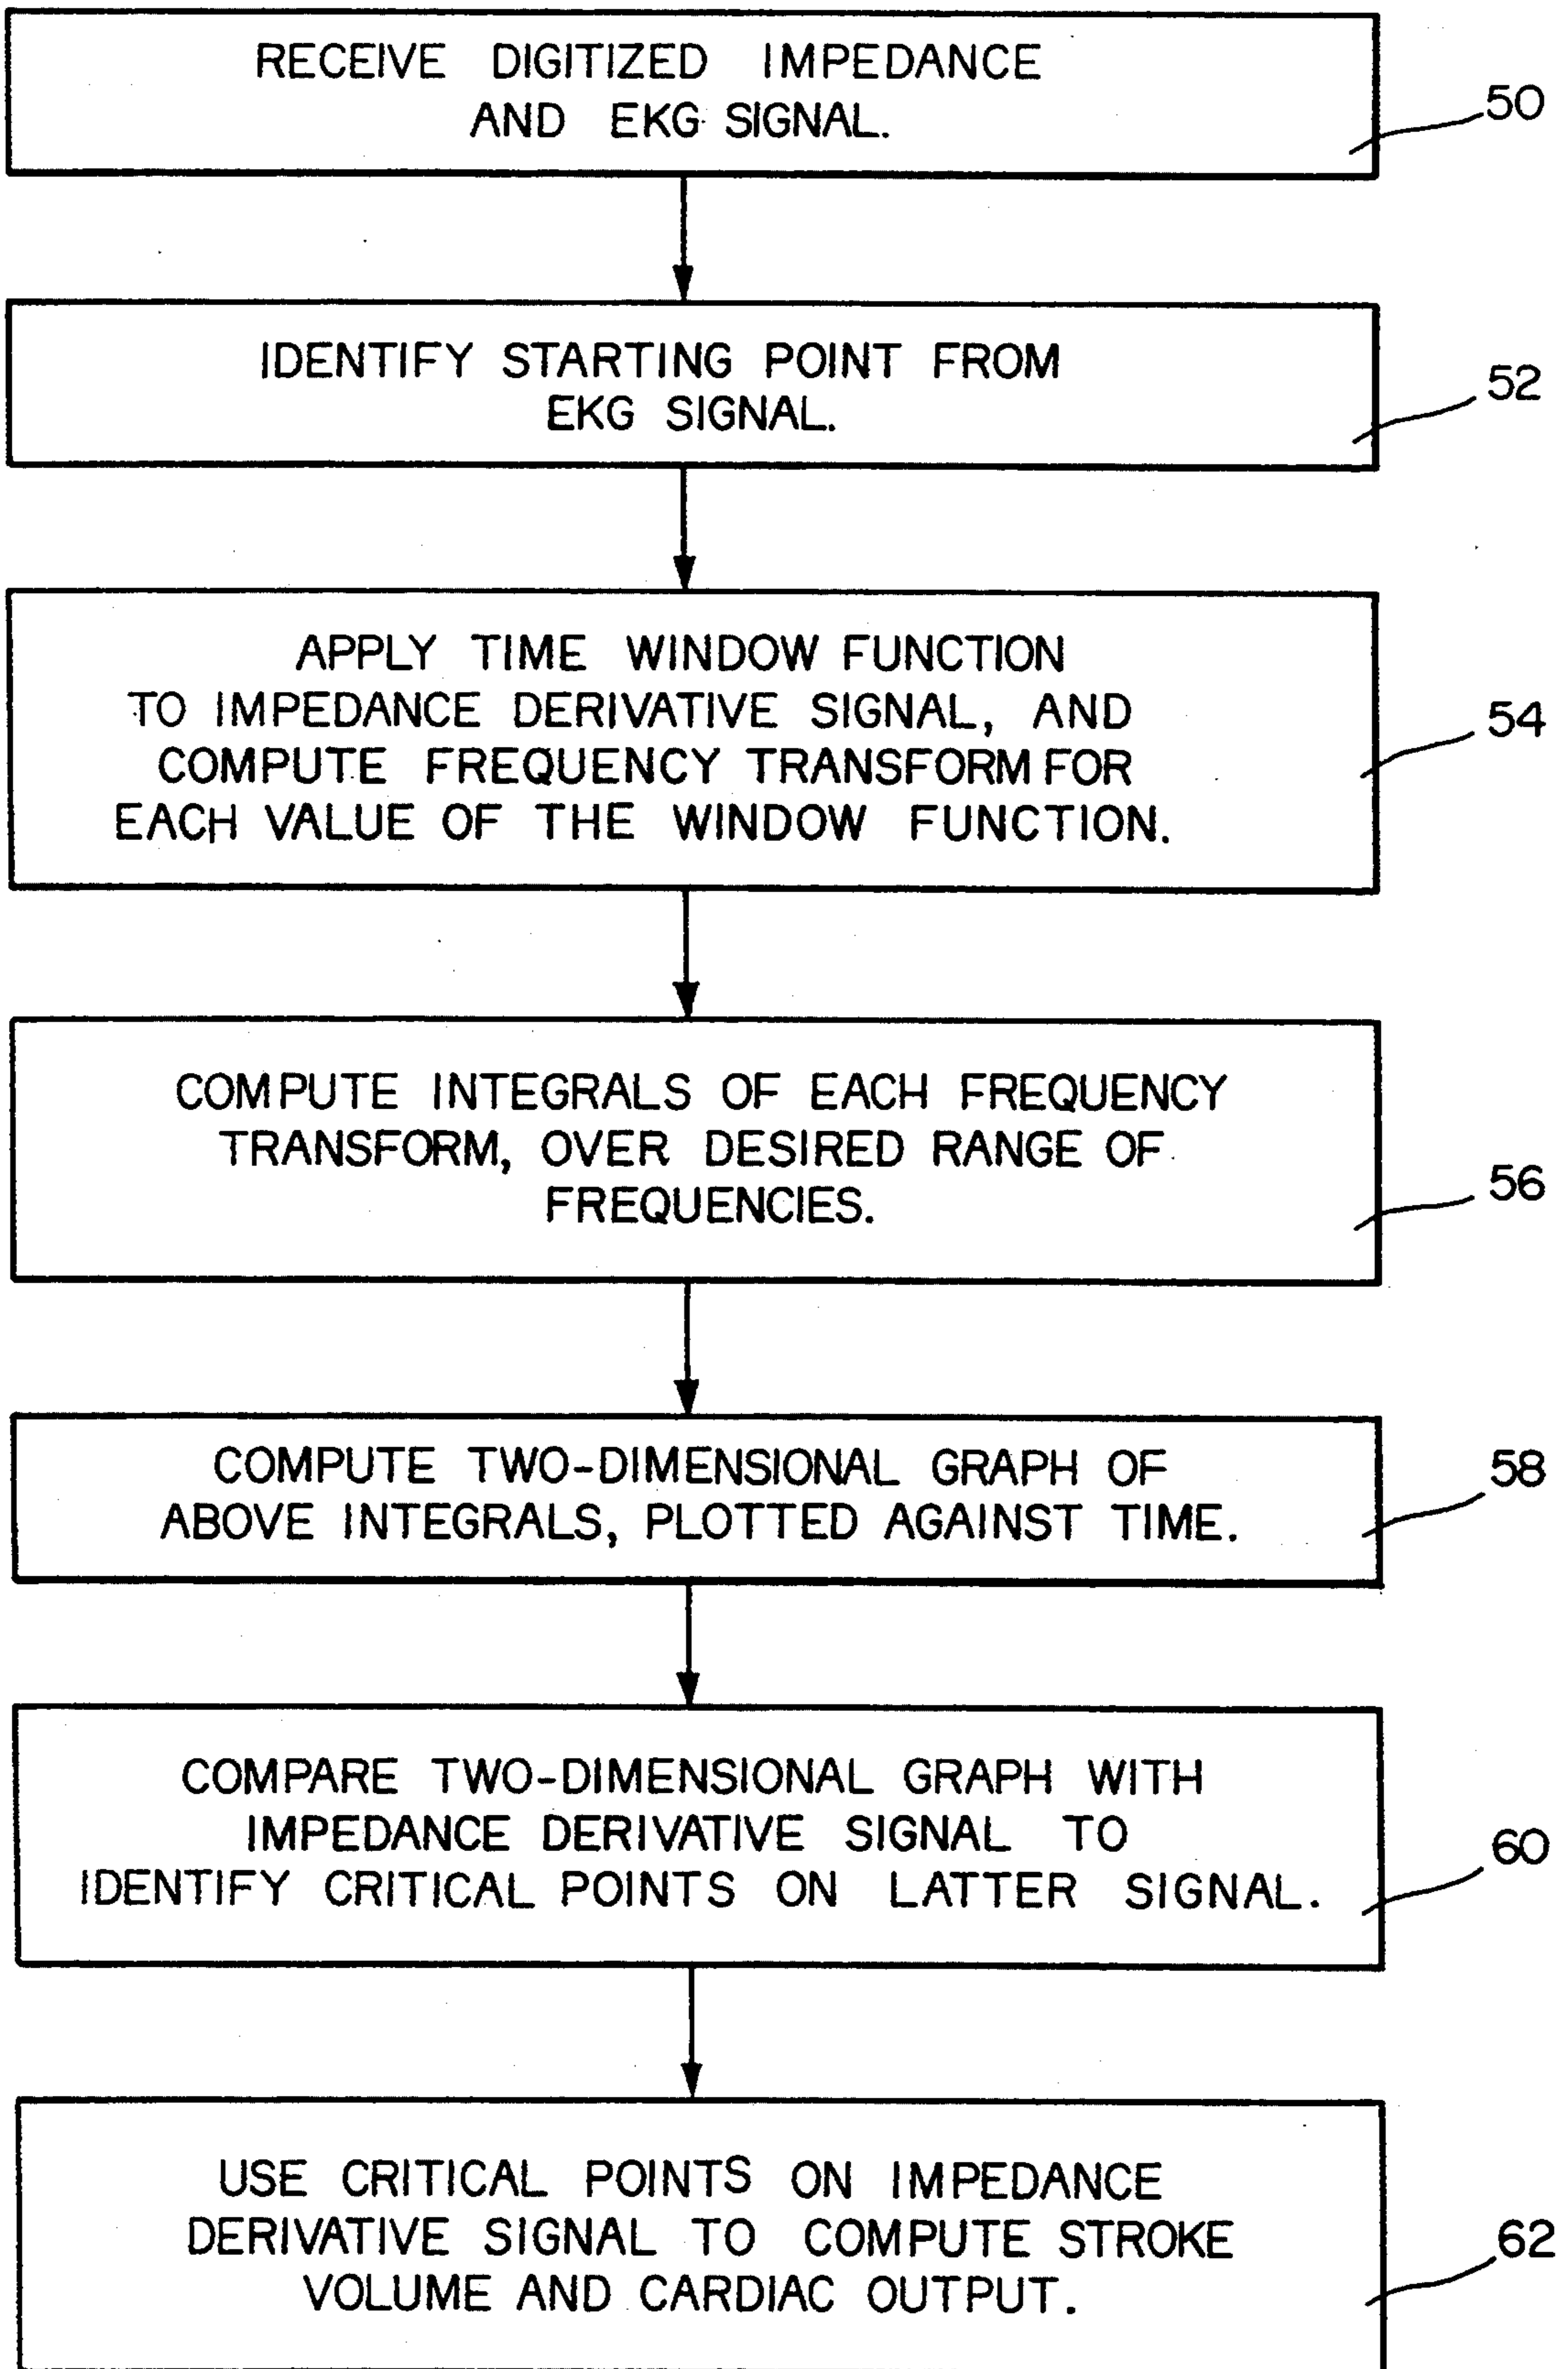 RECEIVE DIGITIZED IMPEDANCE
AND EKG SIGNAL.
50
IDENTIFY STARTING POINT FROM
EKG SIGNAL.
52
APPLY TIME WINDOW FUNCTION
TO IMPEDANCE DERIVATIVE SIGNAL, AND
COMPUTE FREQUENCY TRANSFORM FOR
EACH VALUE OF THE WINDOW FUNCTION.
54
COMPUTE INTEGRALS OF EACH FREQUENCY
TRANSFORM, OVER DESIRED RANGE OF
FREQUENCIES.
56
COMPUTE TWO-DIMENSIONAL GRAPH OF
ABOVE INTEGRALS, PLOTTED AGAINST TIME.
58
COMPARE TWO-DIMENSIONAL GRAPH WITH
IMPEDANCE DERIVATIVE SIGNAL TO
IDENTIFY CRITICAL POINTS ON LATTER SIGNAL.
60
USE CRITICAL POINTS ON IMPEDANCE
DERIVATIVE SIGNAL TO COMPUTE STROKE
VOLUME AND CARDIAC OUTPUT.
62